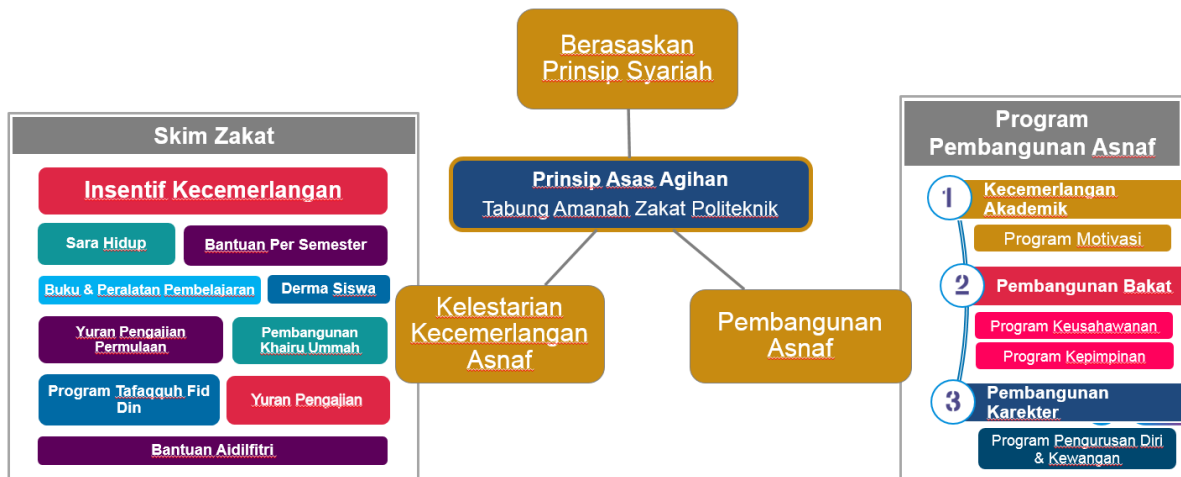 Berasaskan
Prinsip Syariah
Skim Zakat
Insentif Kecemerlangan
Sara Hidup
Bantuan Per Semester
Buku & Peralatan Pembelajaran
Derma Siswa
Yuran Pengajian
Permulaan
Pembangunan
Khairu Ummah
Program Tafaqquh Fid
Din
Yuran Pengajian
Bantuan Aidilfitri
Prinsip Asas Agihan
Tabung Amanah Zakat Politeknik
Kelestarian
Kecemerlangan
Asnaf
Pembangunan
Asnaf
Program
Pembangunan Asnaf
1
Kecemerlangan
Akademik
Program Motivasi
2
Pembangunan Bakat
Program Keusahawanan
Program Kepimpinan
3
Pembangunan
Karekter
Program Pengurusan Diri
& Kewangan